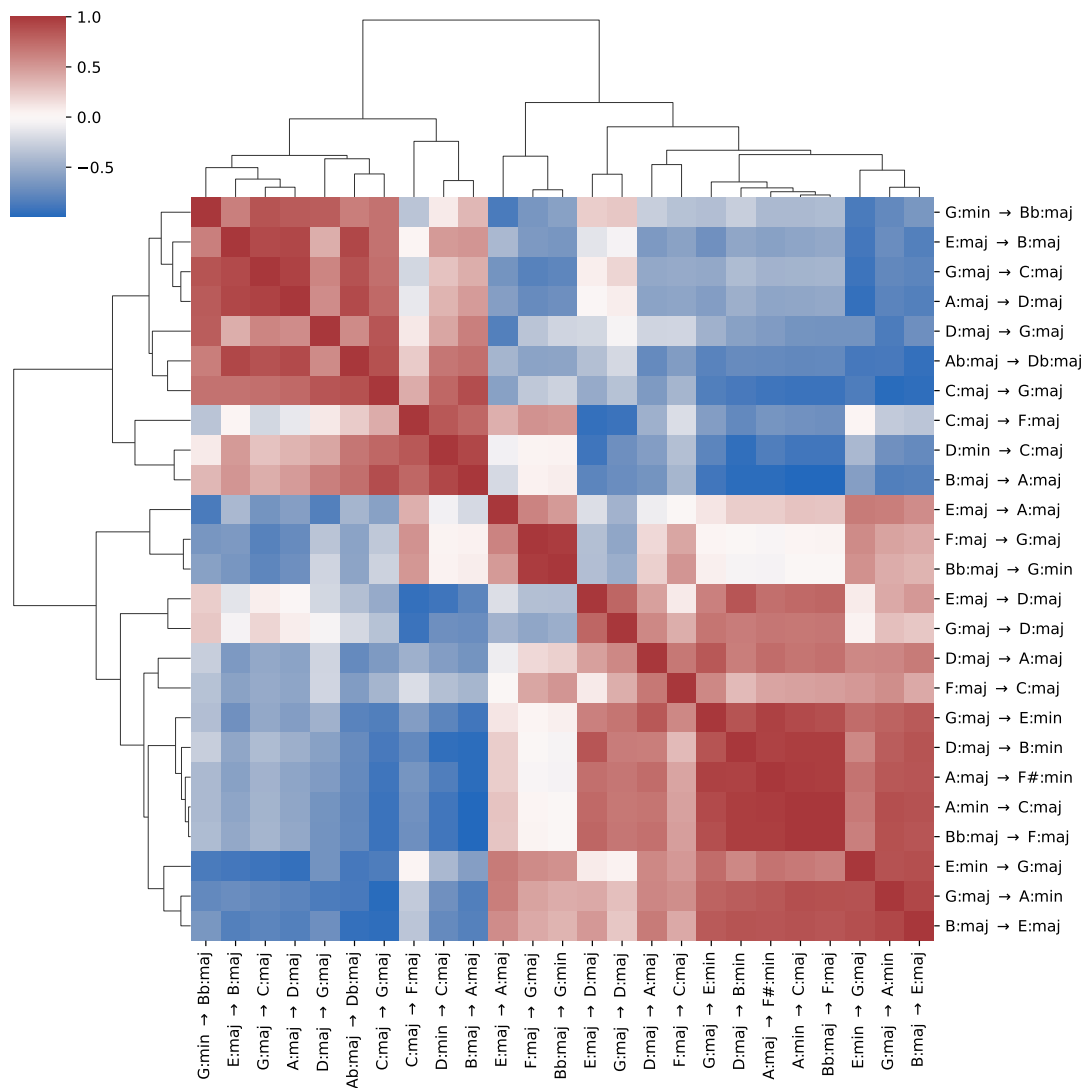 1.0
0.5
0.0
−0.5
G:min → Bb:maj
E:maj → B:maj
G:maj → C:maj
A:maj → D:maj
D:maj → G:maj
Ab:maj → Db:maj
C:maj → G:maj
C:maj → F:maj
D:min → C:maj
B:maj → A:maj
E:maj → A:maj
F:maj → G:maj
Bb:maj → G:min
E:maj → D:maj
G:maj → D:maj
D:maj → A:maj
F:maj → C:maj
G:maj → E:min
D:maj → B:min
A:maj → F#:min
A:min → C:maj
Bb:maj → F:maj
E:min → G:maj
G:maj → A:min
B:maj → E:maj
G:min → Bb:maj
E:maj → B:maj
G:maj → C:maj
A:maj → D:maj
D:maj → G:maj
Ab:maj → Db:maj
C:maj → G:maj
C:maj → F:maj
D:min → C:maj
B:maj → A:maj
E:maj → A:maj
F:maj → G:maj
Bb:maj → G:min
E:maj → D:maj
G:maj → D:maj
D:maj → A:maj
F:maj → C:maj
G:maj → E:min
D:maj → B:min
A:maj → F#:min
A:min → C:maj
Bb:maj → F:maj
E:min → G:maj
G:maj → A:min
B:maj → E:maj